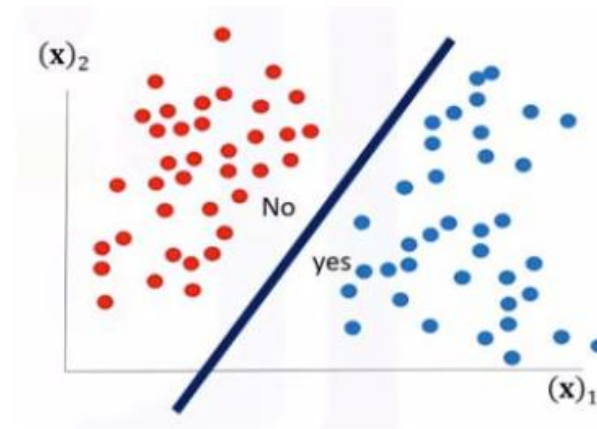 (𝐱)₂
No
yes
(𝐱)₁